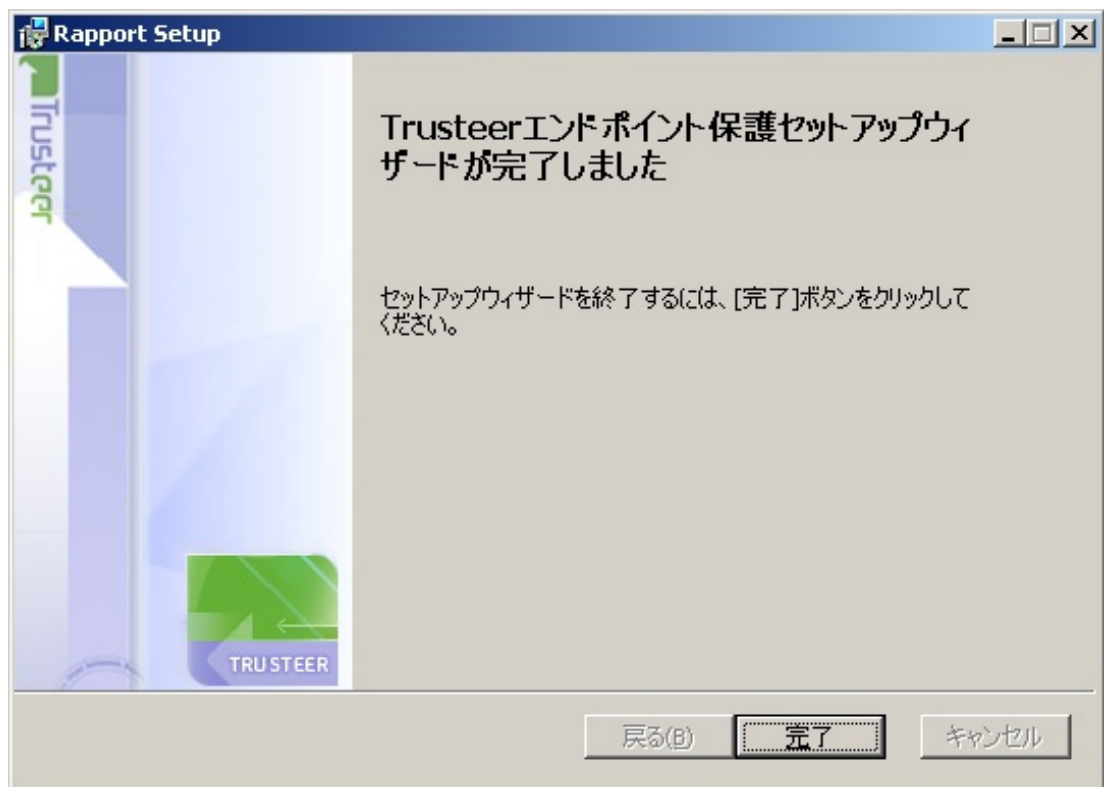 Rapport Setup
Trusteer
Trusteerエンドポイント保護セットアップウィ
ザードが完了しました
セットアップウィザードを終了するには、[完了]ボタンをクリックして
ください。
TRUSTEER
戻る(B)
完了
キャンセル